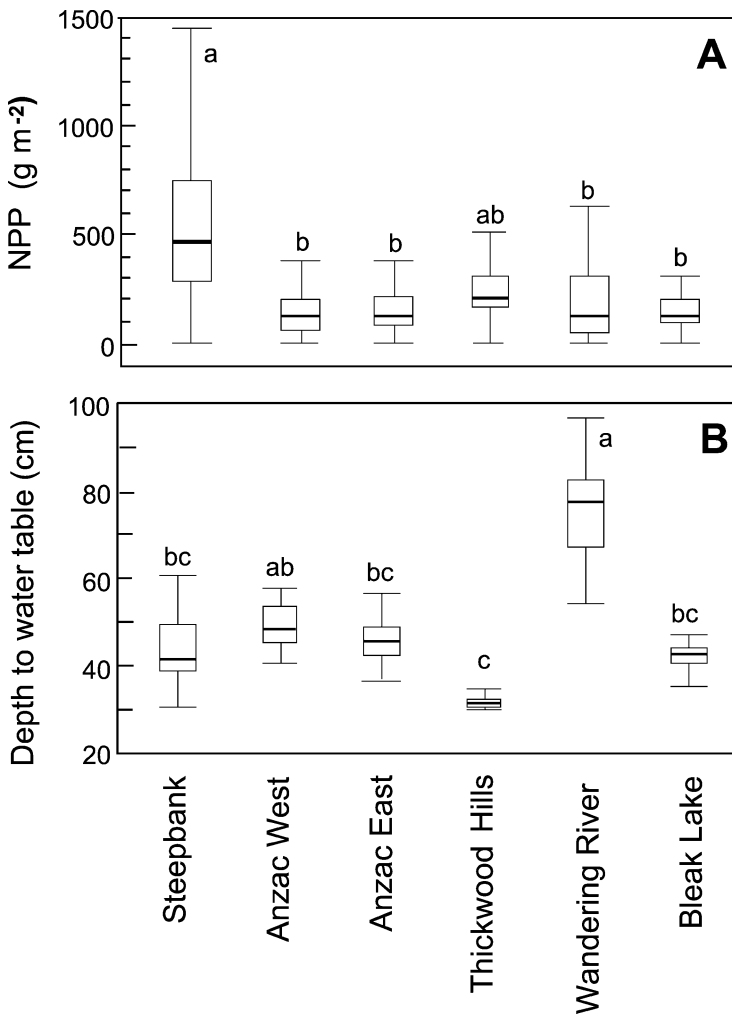 1500
a
A
1000
NPP (g m-2)
b
ab
500
b
b
b
0
100
a
B
Depth to water table (cm)
80
bc
ab
bc
60
bc
c
40
20
Steepbank
Anzac West
Anzac East
Thickwood Hills
Wandering River
Bleak Lake